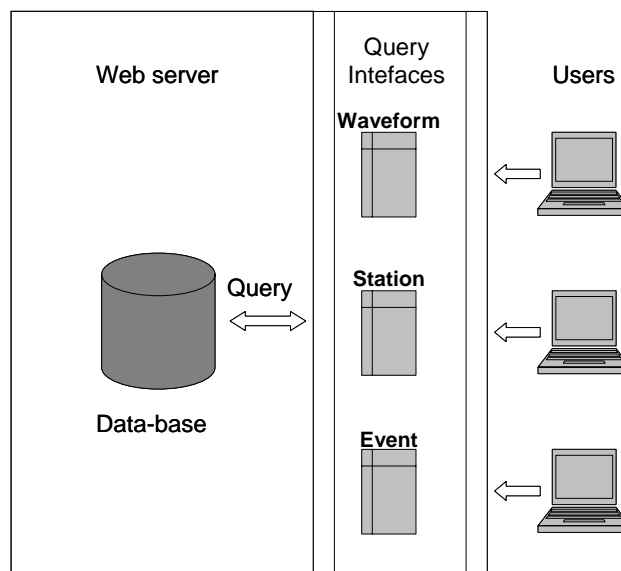 Web server
Query
Intefaces
Users
Waveform
Station
Query
Event
Data-base